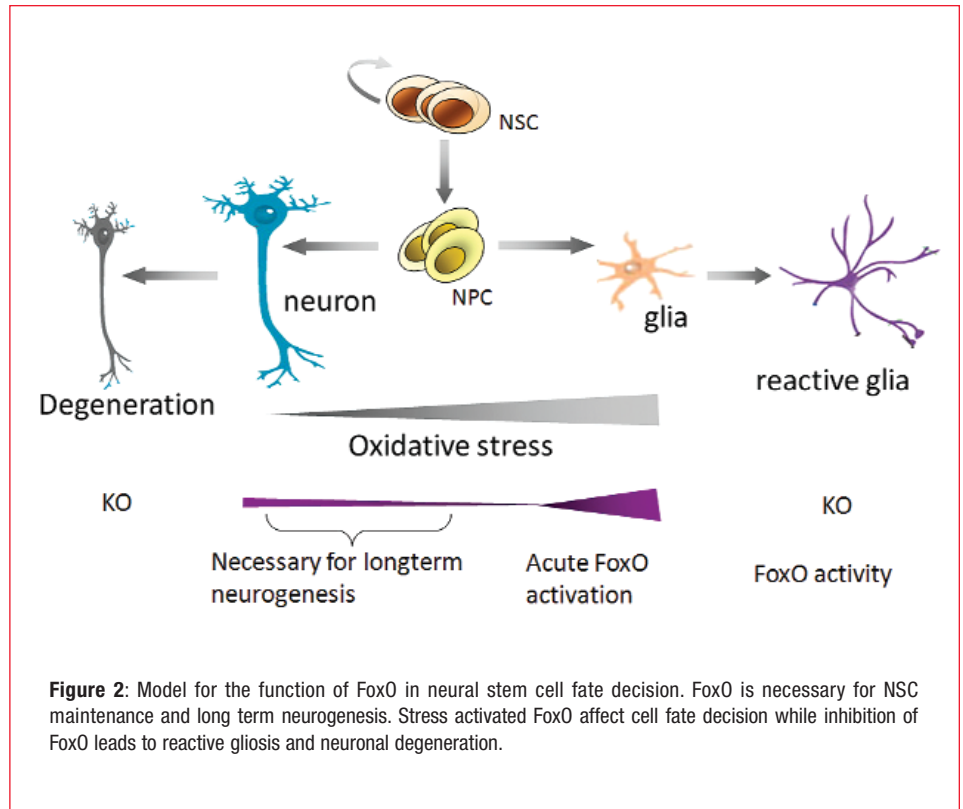 NSC
NPC
neuron
glia
Degeneration
reactive glia
Oxidative stress
KO
KO
Necessary for longterm
neurogenesis
Acute FoxO
activation
FoxO activity
Figure 2: Model for the function of FoxO in neural stem cell fate decision. FoxO is necessary for NSC
maintenance and long term neurogenesis. Stress activated FoxO affect cell fate decision while inhibition of
FoxO leads to reactive gliosis and neuronal degeneration.